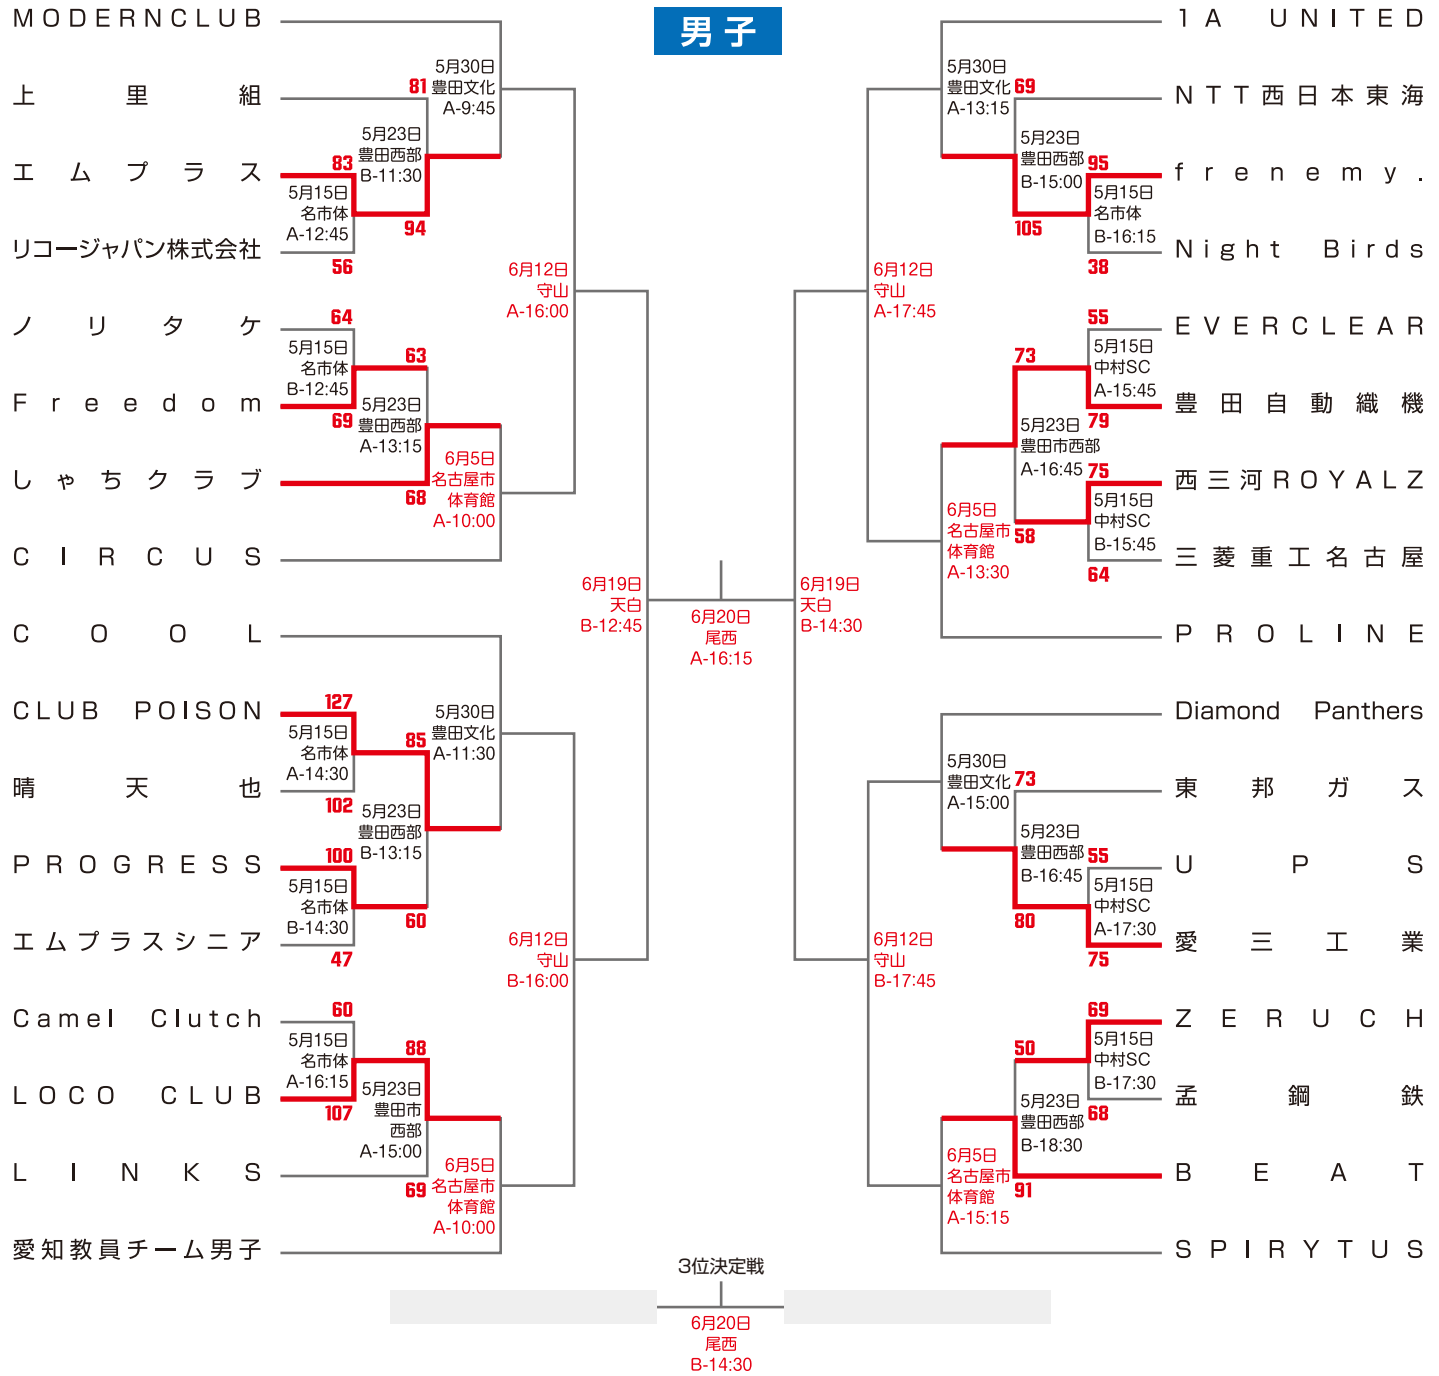 男子
MODERNCLUB
上里組
エムプラス
リコージャパン株式会社
ノリタケ
Freedom
しゃちクラブ
CIRCUS
COOL
CLUB POISON
晴天也
PROGRESS
エムプラスシニア
Camel Clutch
LOCO CLUB
LINKS
愛知教員チーム男子
83
5月15日
名市体
A-12:45
56
64
5月15日
名市体
B-12:45
69
127
5月15日
名市体
A-14:30
102
100
5月15日
名市体
B-14:30
47
60
5月15日
名市体
A-16:15
107
81
5月23日
豊田西部
B-11:30
94
63
5月23日
豊田西部
A-13:15
68
85
5月23日
豊田西部
B-13:15
60
88
5月23日
豊田市
西部
A-15:00
69
5月30日
豊田文化
A-9:45
6月5日
名古屋市
体育館
A-10:00
5月30日
豊田文化
A-11:30
6月5日
名古屋市
体育館
A-10:00
6月12日
守山
A-16:00
6月12日
守山
B-16:00
6月19日
天白
B-12:45
6月20日
尾西
A-16:15
6月19日
天白
B-14:30
6月12日
守山
A-17:45
6月12日
守山
B-17:45
5月30日
豊田文化
A-13:15
6月5日
名古屋市
体育館
A-13:30
5月30日
豊田文化
A-15:00
6月5日
名古屋市
体育館
A-15:15
69
5月23日
豊田西部
B-15:00
105
73
5月23日
豊田市西部
A-16:45
58
73
5月23日
豊田西部
B-16:45
80
50
5月23日
豊田西部
B-18:30
91
95
5月15日
名市体
B-16:15
38
55
5月15日
中村SC
A-15:45
79
75
5月15日
中村SC
B-15:45
64
55
5月15日
中村SC
A-17:30
75
69
5月15日
中村SC
B-17:30
68
1A UNITED
NTT西日本東海
frenemy.
Night Birds
EVERCLEAR
豊田自動織機
西三河ROYALZ
三菱重工名古屋
PROLINE
Diamond Panthers
東邦ガス
UPS
愛三工業
ZERUCH
孟鋼鉄
BEAT
SPIRYTUS
3位決定戦
6月20日
尾西
B-14:30